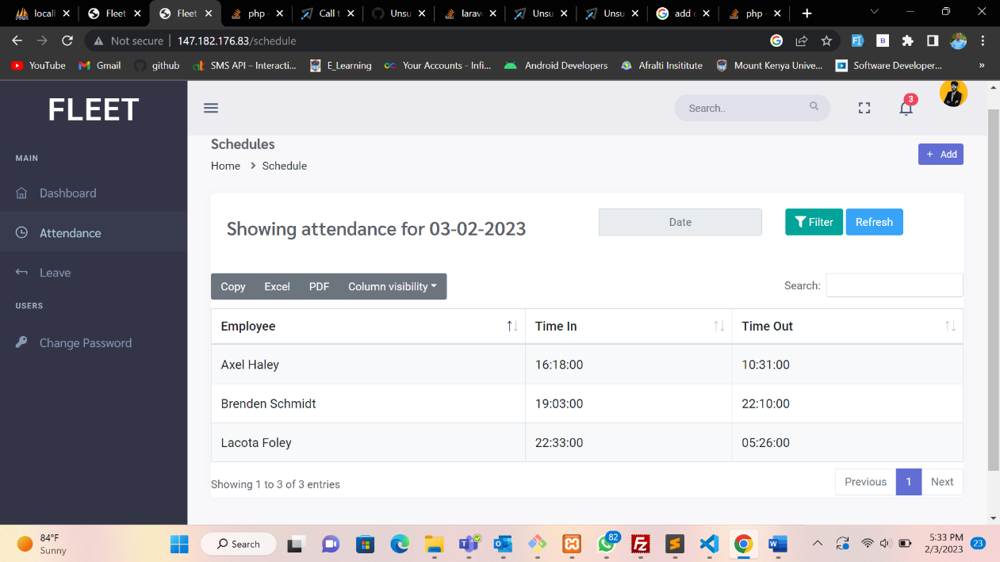 locall
Fleet
Fleet
php -
Call t
Unsu
larav
Unsu
Unsu
add c
php -
Not secure
147.182.176.83/schedule
YouTube
Gmail
github
SMS API – Interacti...
E_Learning
Your Accounts - Infi...
Android Developers
Afralti Insititute
Mount Kenya Unive...
Software Developer...
»
FLEET
Search..
3
MAIN
Dashboard
Attendance
Leave
USERS
Change Password
Schedules
Home > Schedule
+ Add
Showing attendance for 03-02-2023
Date
Filter
Refresh
Copy Excel PDF Column visibility
Search:
Employee Time In Time Out
Axel Haley 16:18:00 10:31:00
Brenden Schmidt 19:03:00 22:10:00
Lacota Foley 22:33:00 05:26:00
Showing 1 to 3 of 3 entries
Previous 1 Next
84°F
Sunny
Search
82
5:33 PM
2/3/2023
23